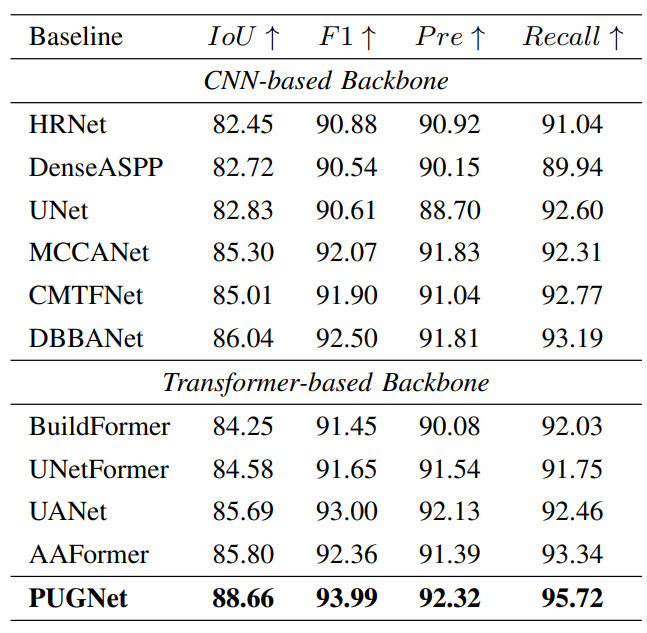 Baseline IoU ↑ F1 ↑ Pre ↑ Recall ↑
CNN-based Backbone
HRNet 82.45 90.88 90.92 91.04
DenseASPP 82.72 90.54 90.15 89.94
UNet 82.83 90.61 88.70 92.60
MCCANet 85.30 92.07 91.83 92.31
CMTFNet 85.01 91.90 91.04 92.77
DBBANet 86.04 92.50 91.81 93.19
Transformer-based Backbone
BuildFormer 84.25 91.45 90.08 92.03
UNetFormer 84.58 91.65 91.54 91.75
UANet 85.69 93.00 92.13 92.46
AAFormer 85.80 92.36 91.39 93.34
PUGNet 88.66 93.99 92.32 95.72